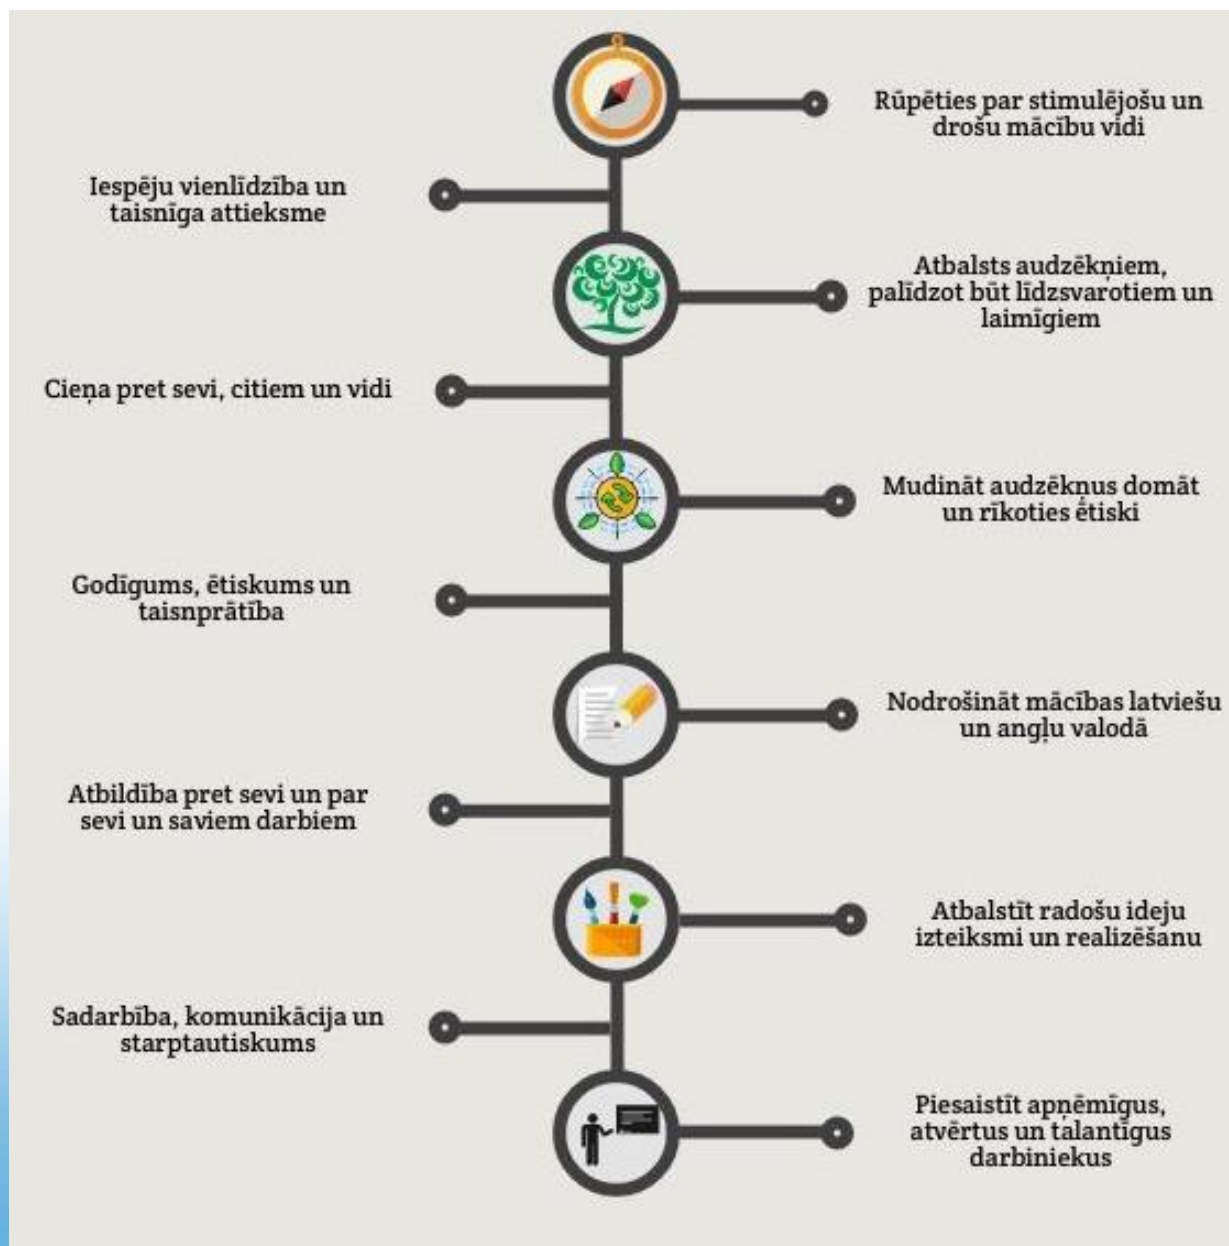 Rūpēties par stimulējošu un
drošu mācību vidi
Iespēju vienlīdzība un
taisnīga attieksme
Atbalsts audzēkņiem,
palīdzot būt līdzsvarotiem un
laimīgiem
Cieņa pret sevi, citiem un vidi
Mudināt audzēkņus domāt
un rīkoties ētiski
Godīgums, ētiskums un
taisnprātība
Nodrošināt mācības latviešu
un angļu valodā
Atbildība pret sevi un par
sevi un saviem darbiem
Atbalstīt radošu ideju
izteiksmi un realizēšanu
Sadarbība, komunikācija un
starptautiskums
Piesaistīt apņēmīgus,
atvērtus un talantīgus
darbiniekus